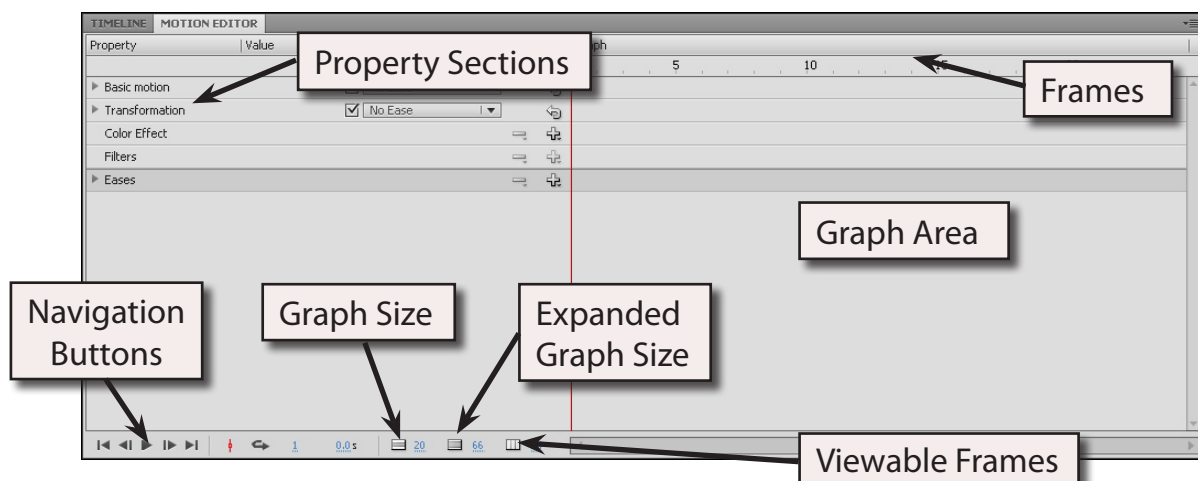 TIMELINE MOTION EDITOR
Property Value
Property Sections
5 10
Frames
Basic motion
Transformation No Ease
Color Effect
Filters
Eases
Graph Area
Navigation
Buttons
Graph Size
Expanded
Graph Size
1 0.0 s 20 66
Viewable Frames